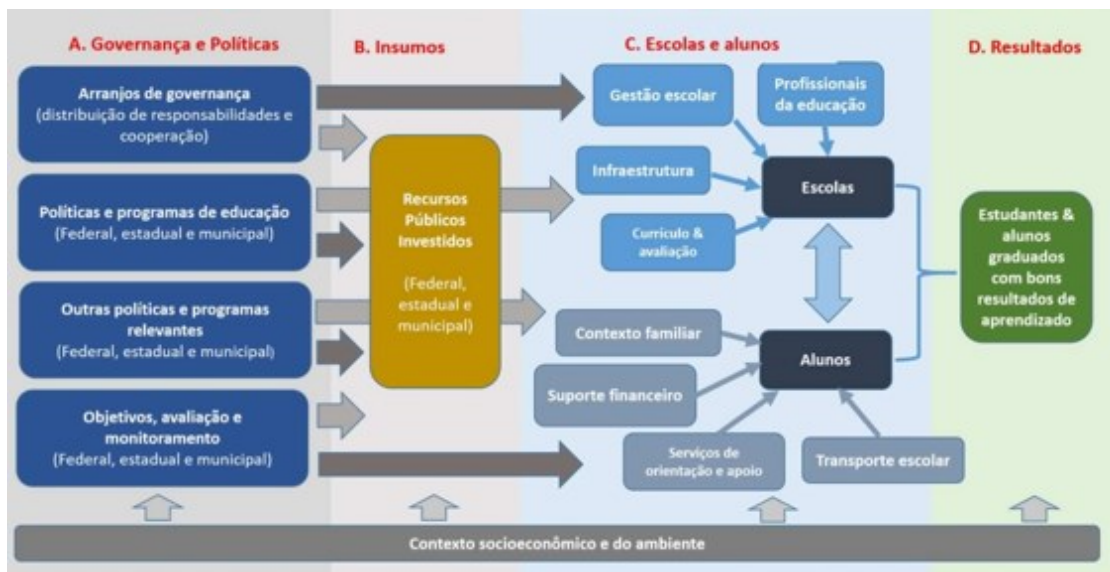 A. Governança e Políticas
Arranjos de governança
(distribuição de responsabilidades e
cooperação)
Políticas e programas de educação
(Federal, estadual e municipal)
Outras políticas e programas
relevantes
(Federal, estadual e municipal)
Objetivos, avaliação e
monitoramento
(Federal, estadual e municipal)
B. Insumos
Recursos
Públicos
Investidos
(Federal,
estadual e
municipal)
C. Escolas e alunos
Gestão escolar
Profissionais
da educação
Infraestrutura
Escolas
Currículo &
avaliação
Contexto familiar
Alunos
Suporte financeiro
Serviços de
orientação e apoio
Transporte escolar
D. Resultados
Estudantes &
alunos
graduados
com bons
resultados de
aprendizado
Contexto socioeconômico e do ambiente